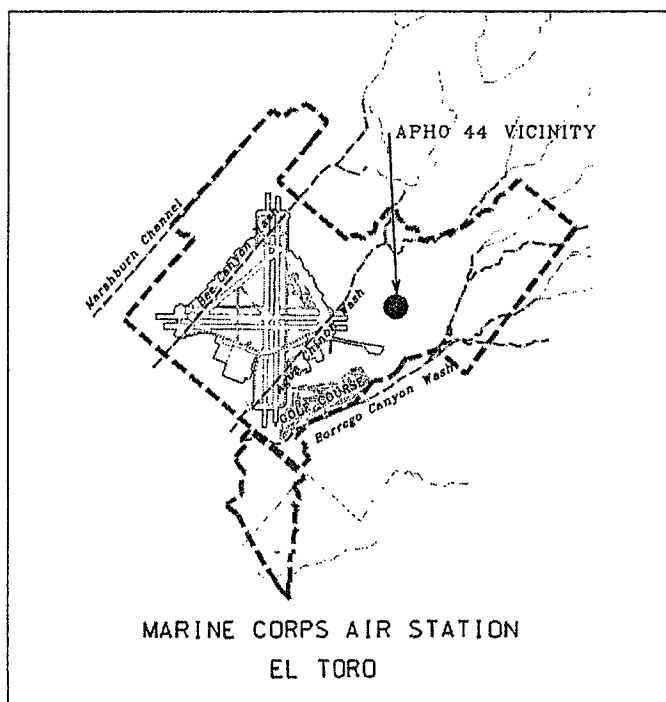 APHO 44 VICINITY
Marshburn Channel
Bee Canyon Wash
Agua Chinon Wash
GOLF COURSE
Borrego Canyon Wash
MARINE CORPS AIR STATION
EL TORO